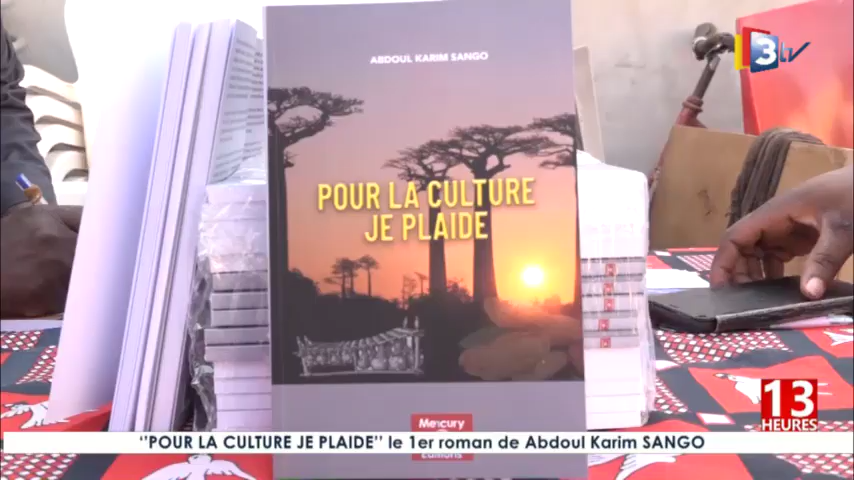 3tv
ABDOUL KARIM SANGO
POUR LA CULTURE
JE PLAIDE
Mercury
Editions
13
HEURES
"POUR LA CULTURE JE PLAIDE" le 1er roman de Abdoul Karim SANGO